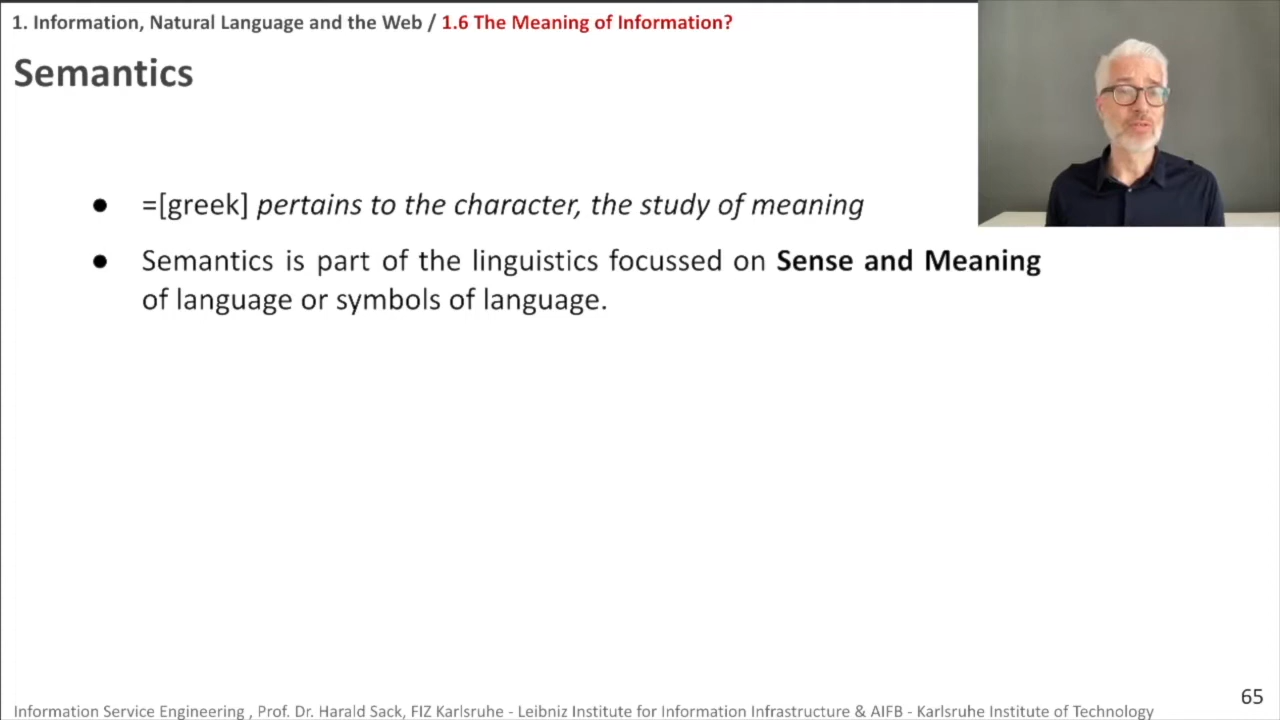 1. Information, Natural Language and the Web / 1.6 The Meaning of Information?
Semantics
● =[greek] pertains to the character, the study of meaning
● Semantics is part of the linguistics focussed on Sense and Meaning
of language or symbols of language.
65
Information Service Engineering , Prof. Dr. Harald Sack, FIZ Karlsruhe - Leibniz Institute for Information Infrastructure & AIFB - Karlsruhe Institute of Technology